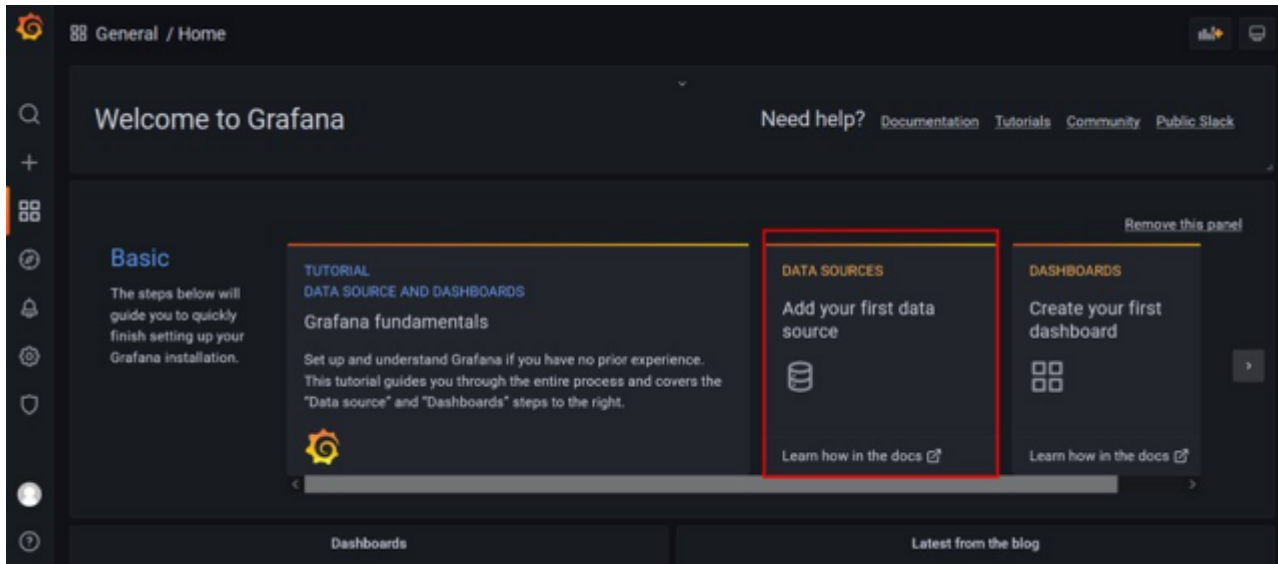 General / Home
Welcome to Grafana
Need help? Documentation Tutorials Community Public Slack
Remove this panel
Basic
The steps below will
guide you to quickly
finish setting up your
Grafana installation.
TUTORIAL
DATA SOURCE AND DASHBOARDS
Grafana fundamentals
Set up and understand Grafana if you have no prior experience.
This tutorial guides you through the entire process and covers the
"Data source" and "Dashboards" steps to the right.
DATA SOURCES
Add your first data
source
Learn how in the docs
DASHBOARDS
Create your first
dashboard
Learn how in the docs
Dashboards
Latest from the blog